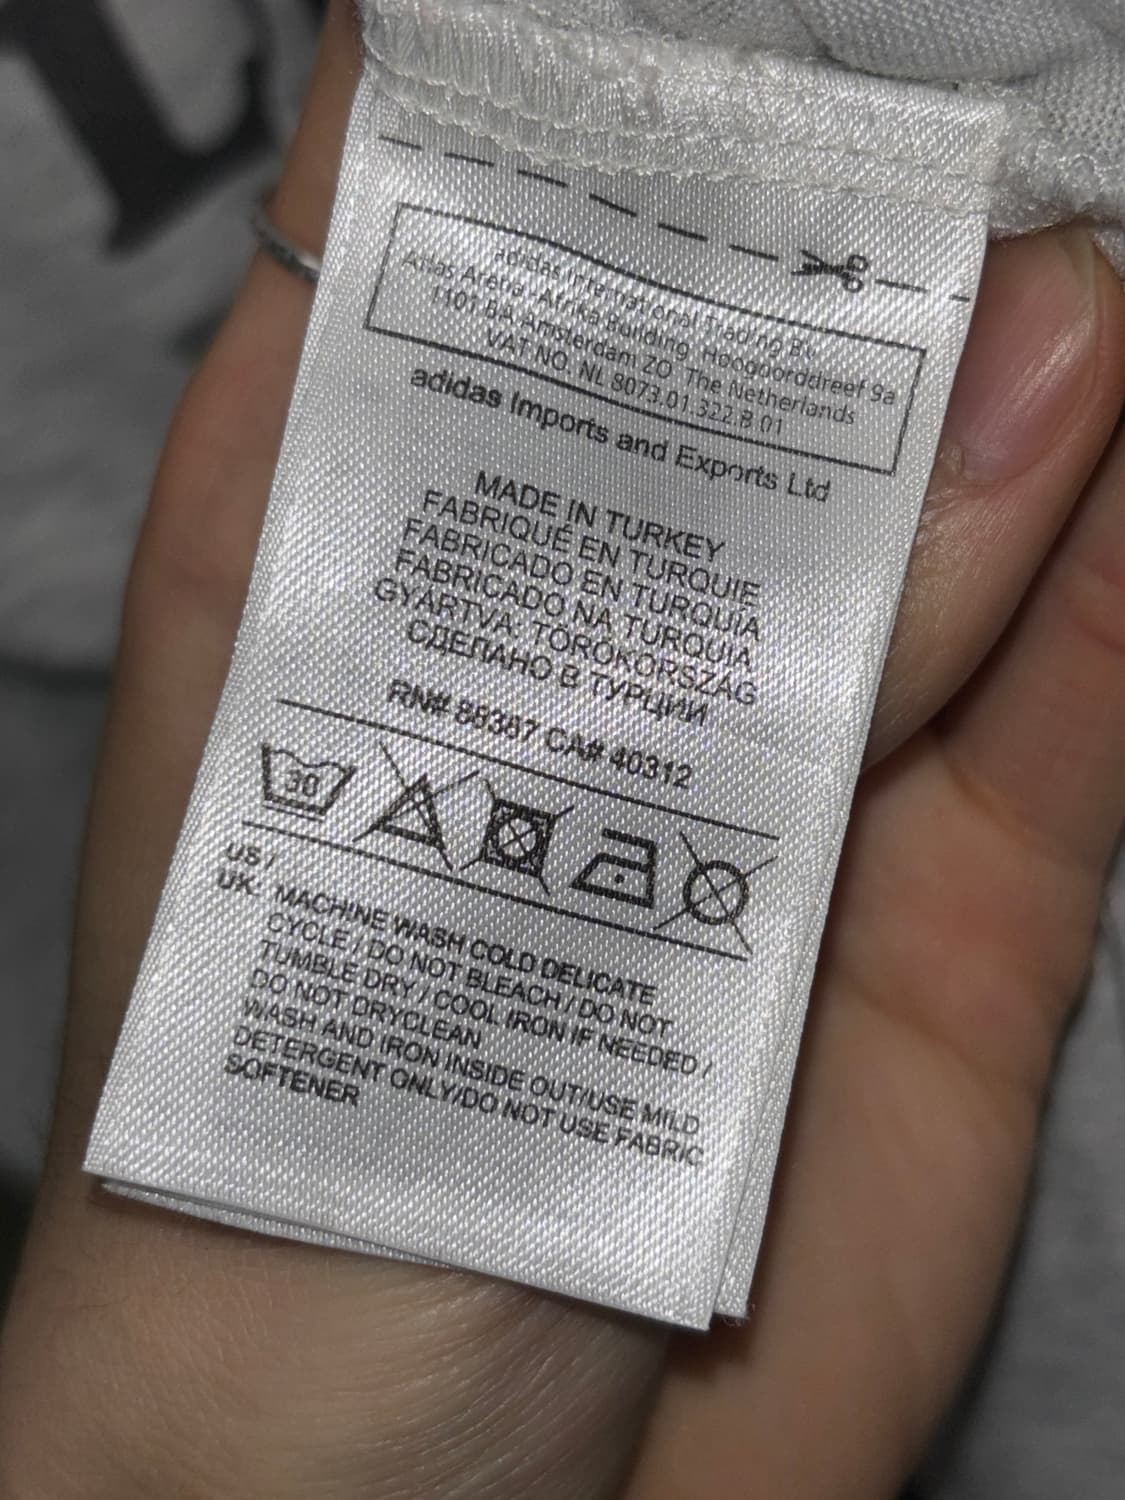 adidas International Trading B.V.
Atlas Arena, Afrika Building Hoogoorddreef 9a
1101 BA Amsterdam ZO The Netherlands
VAT NO. NL 8073.01.322.B.01
adidas Imports and Exports Ltd
MADE IN TURKEY
FABRIQUÉ EN TURQUIE
FABRICADO EN TURQUIA
FABRICADO NA TURQUIA
GYÁRTVA: TÖRÖKORSZÁG
СДЕЛАНО В ТУРЦИИ
RN# 88387 CA# 40312
30
US /
UK: MACHINE WASH COLD DELICATE
CYCLE / DO NOT BLEACH / DO NOT
TUMBLE DRY / COOL IRON IF NEEDED /
DO NOT DRYCLEAN
WASH AND IRON INSIDE OUT/USE MILD
DETERGENT ONLY/DO NOT USE FABRIC
SOFTENER